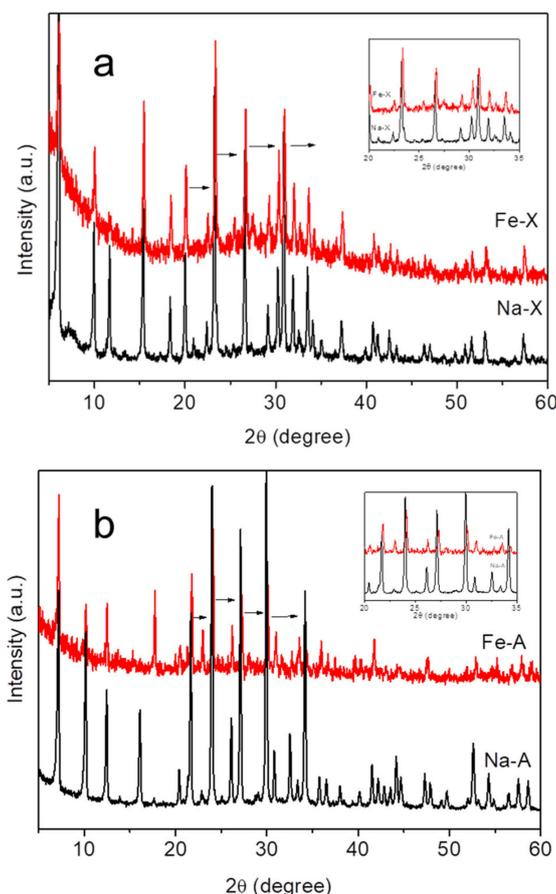 a
Fe-X
Na-X
20 25 30 35
2θ (degree)
Intensity (a.u.)
Fe-X
Na-X
10 20 30 40 50 60
2θ (degree)
b
Fe-A
Na-A
20 25 30 35
2θ (degree)
Intensity (a.u.)
Fe-A
Na-A
10 20 30 40 50 60
2θ (degree)